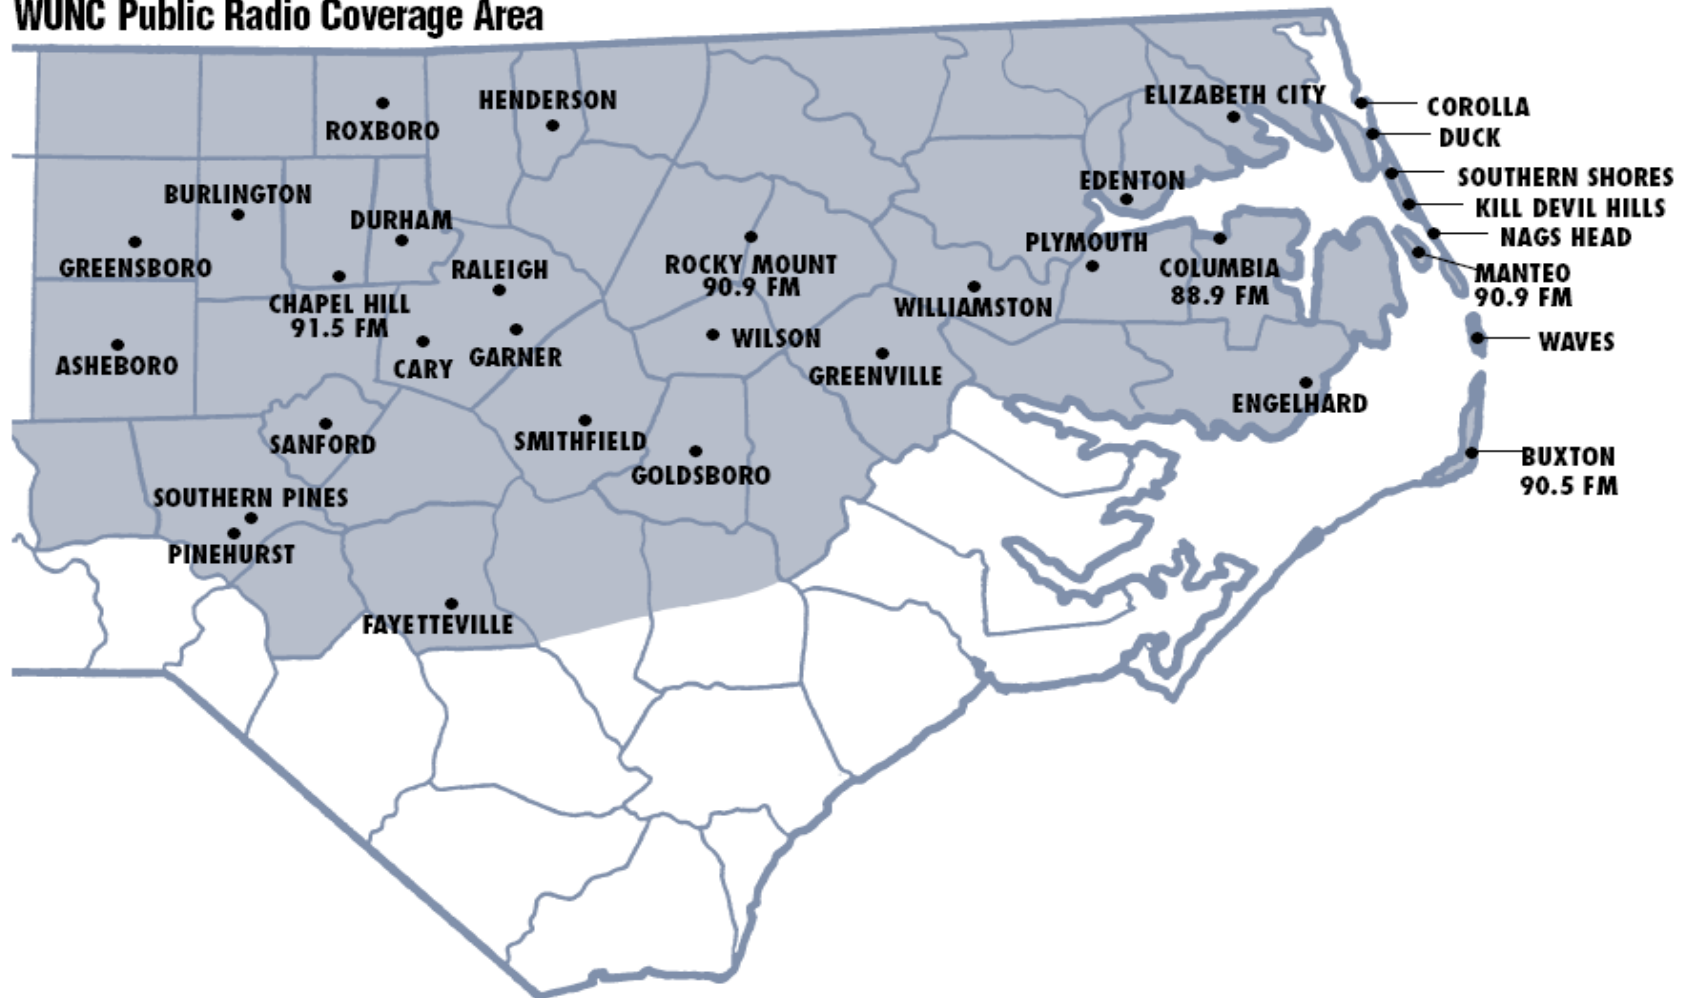 WUNC Public Radio Coverage Area
ROXBORO
HENDERSON
ELIZABETH CITY
COROLLA
DUCK
BURLINGTON
DURHAM
EDENTON
SOUTHERN SHORES
KILL DEVIL HILLS
NAGS HEAD
GREENSBORO
RALEIGH
ROCKY MOUNT
90.9 FM
PLYMOUTH
COLUMBIA
88.9 FM
MANTEO
90.9 FM
CHAPEL HILL
91.5 FM
WILLIAMSTON
WAVES
ASHEBORO
CARY
GARNER
WILSON
GREENVILLE
ENGELHARD
SANFORD
SMITHFIELD
GOLDSBORO
BUXTON
90.5 FM
SOUTHERN PINES
PINEHURST
FAYETTEVILLE